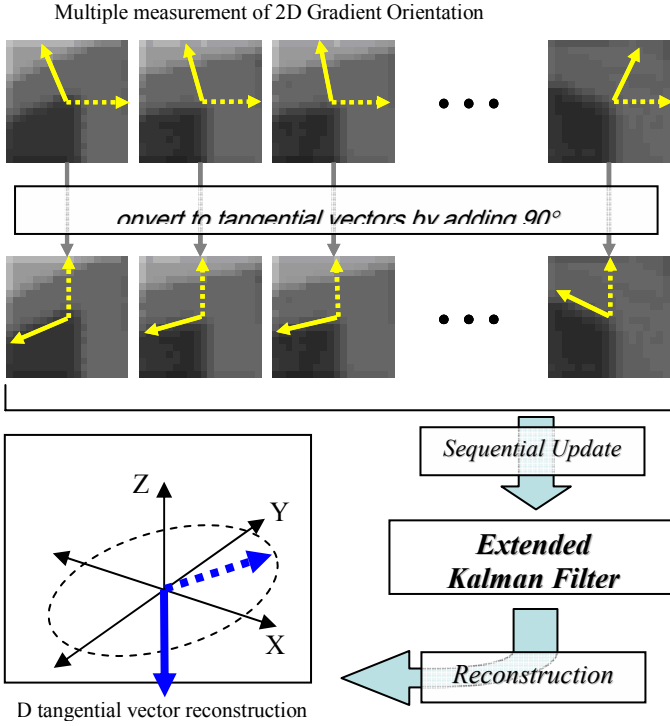 Multiple measurement of 2D Gradient Orientation
onvert to tangential vectors by adding 90°
Sequential Update
Extended
Kalman Filter
Reconstruction
Z
Y
X
D tangential vector reconstruction